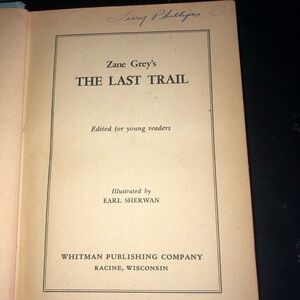 Terry Phillips
Zane Grey's
THE LAST TRAIL
Edited for young readers
Illustrated by
EARL SHERWAN
WHITMAN PUBLISHING COMPANY
RACINE, WISCONSIN